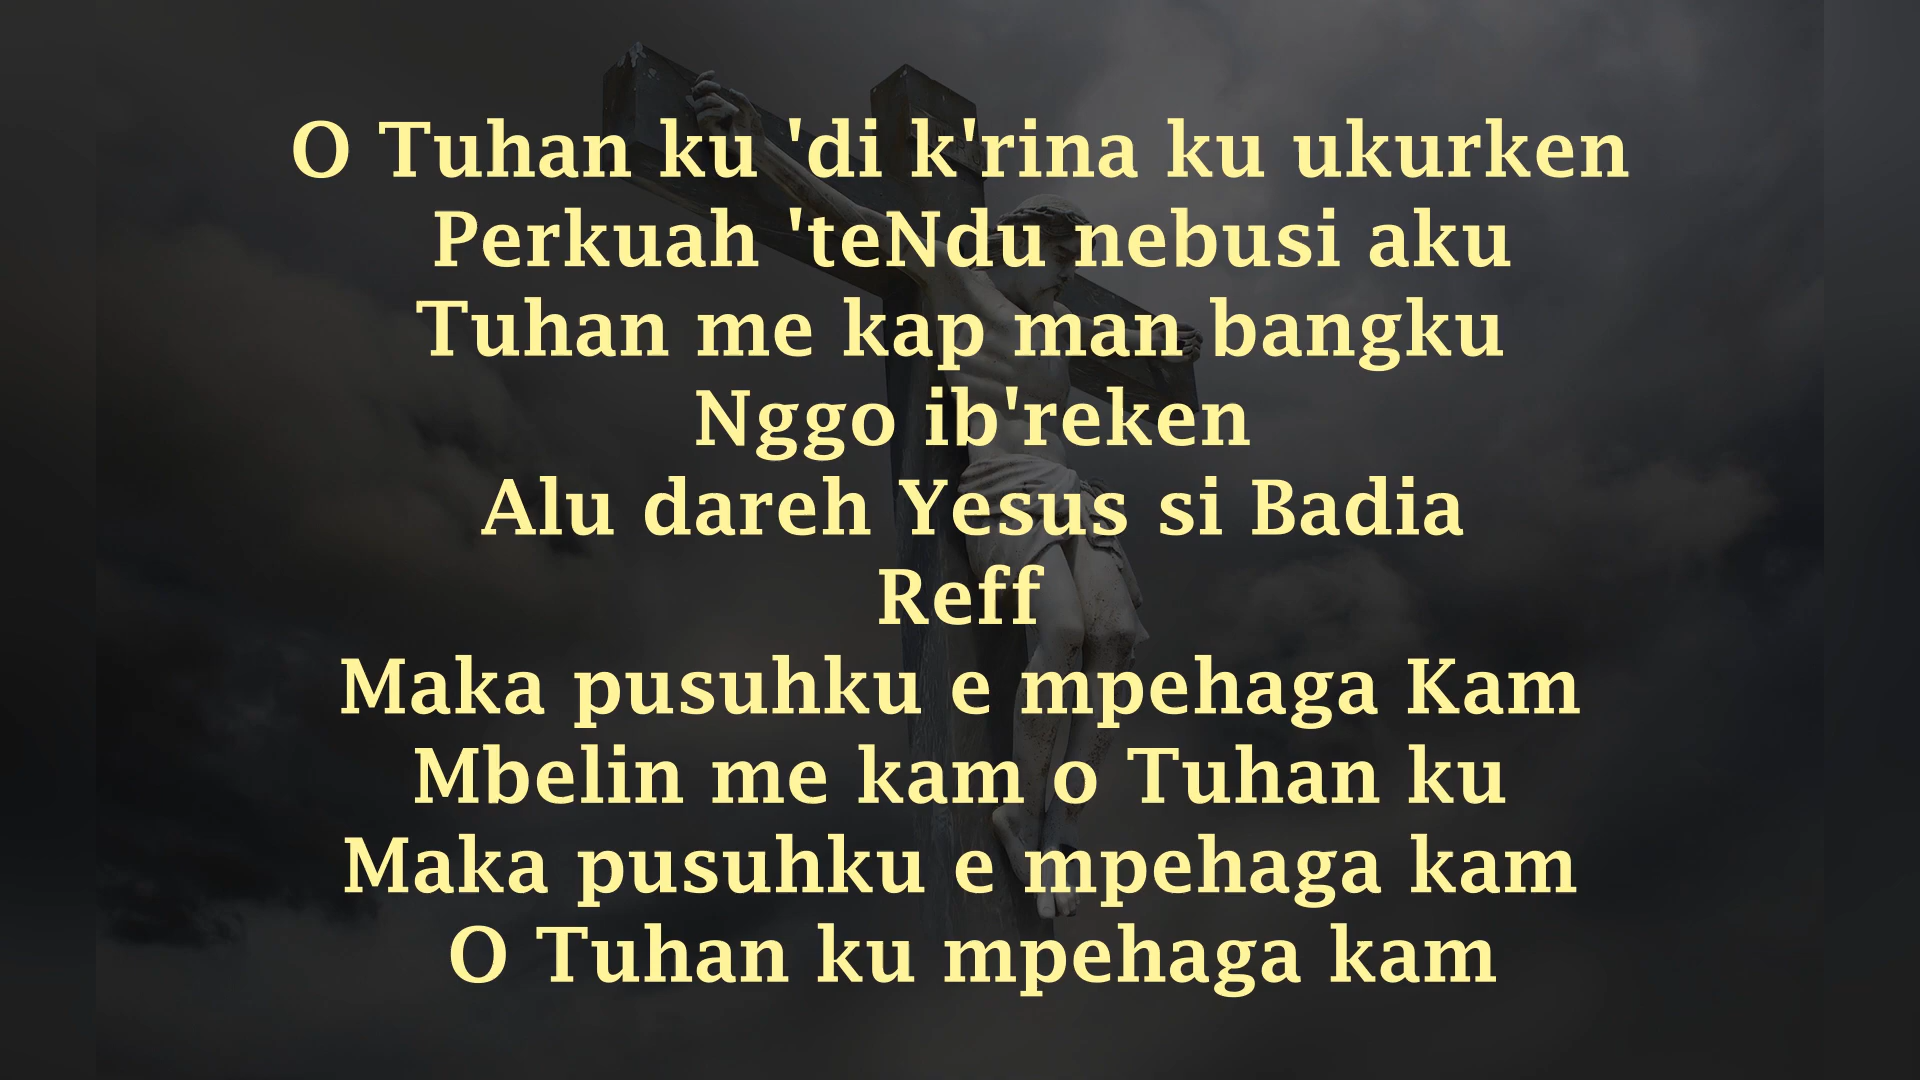 O Tuhan ku 'di k'rina ku ukurken
Perkuah 'teNdu nebusi aku
Tuhan me kap man bangku
Nggo ib'reken
Alu dareh Yesus si Badia
Reff
Maka pusuhku e mpehaga Kam
Mbelin me kam o Tuhan ku
Maka pusuhku e mpehaga kam
O Tuhan ku mpehaga kam